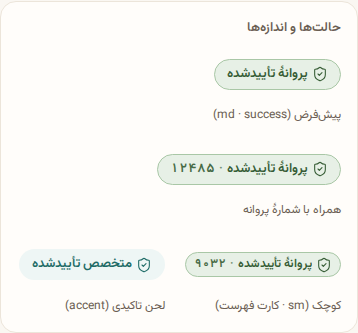 حالت‌ها و اندازه‌ها
پروانهٔ تأییدشده
پیش‌فرض (md · success)
پروانهٔ تأییدشده · ۱۲۴۸۵
همراه با شمارهٔ پروانه
پروانهٔ تأییدشده · ۹۰۳۲
کوچک (sm · کارت فهرست)
متخصص تأییدشده
لحن تاکیدی (accent)